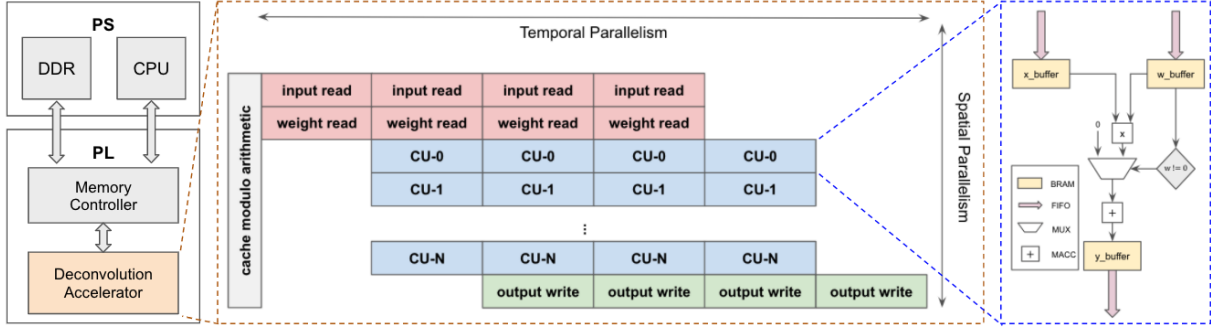 PS
DDR
CPU
PL
Memory
Controller
Deconvolution
Accelerator
Temporal Parallelism
Spatial Parallelism
cache modulo arithmetic
input read input read input read input read
weight read weight read weight read weight read
CU-0 CU-0 CU-0 CU-0
CU-1 CU-1 CU-1 CU-1
...
CU-N CU-N CU-N CU-N
output write output write output write output write
x_buffer
w_buffer
0
x
w != 0
+
y_buffer
BRAM
FIFO
MUX
+ MACC